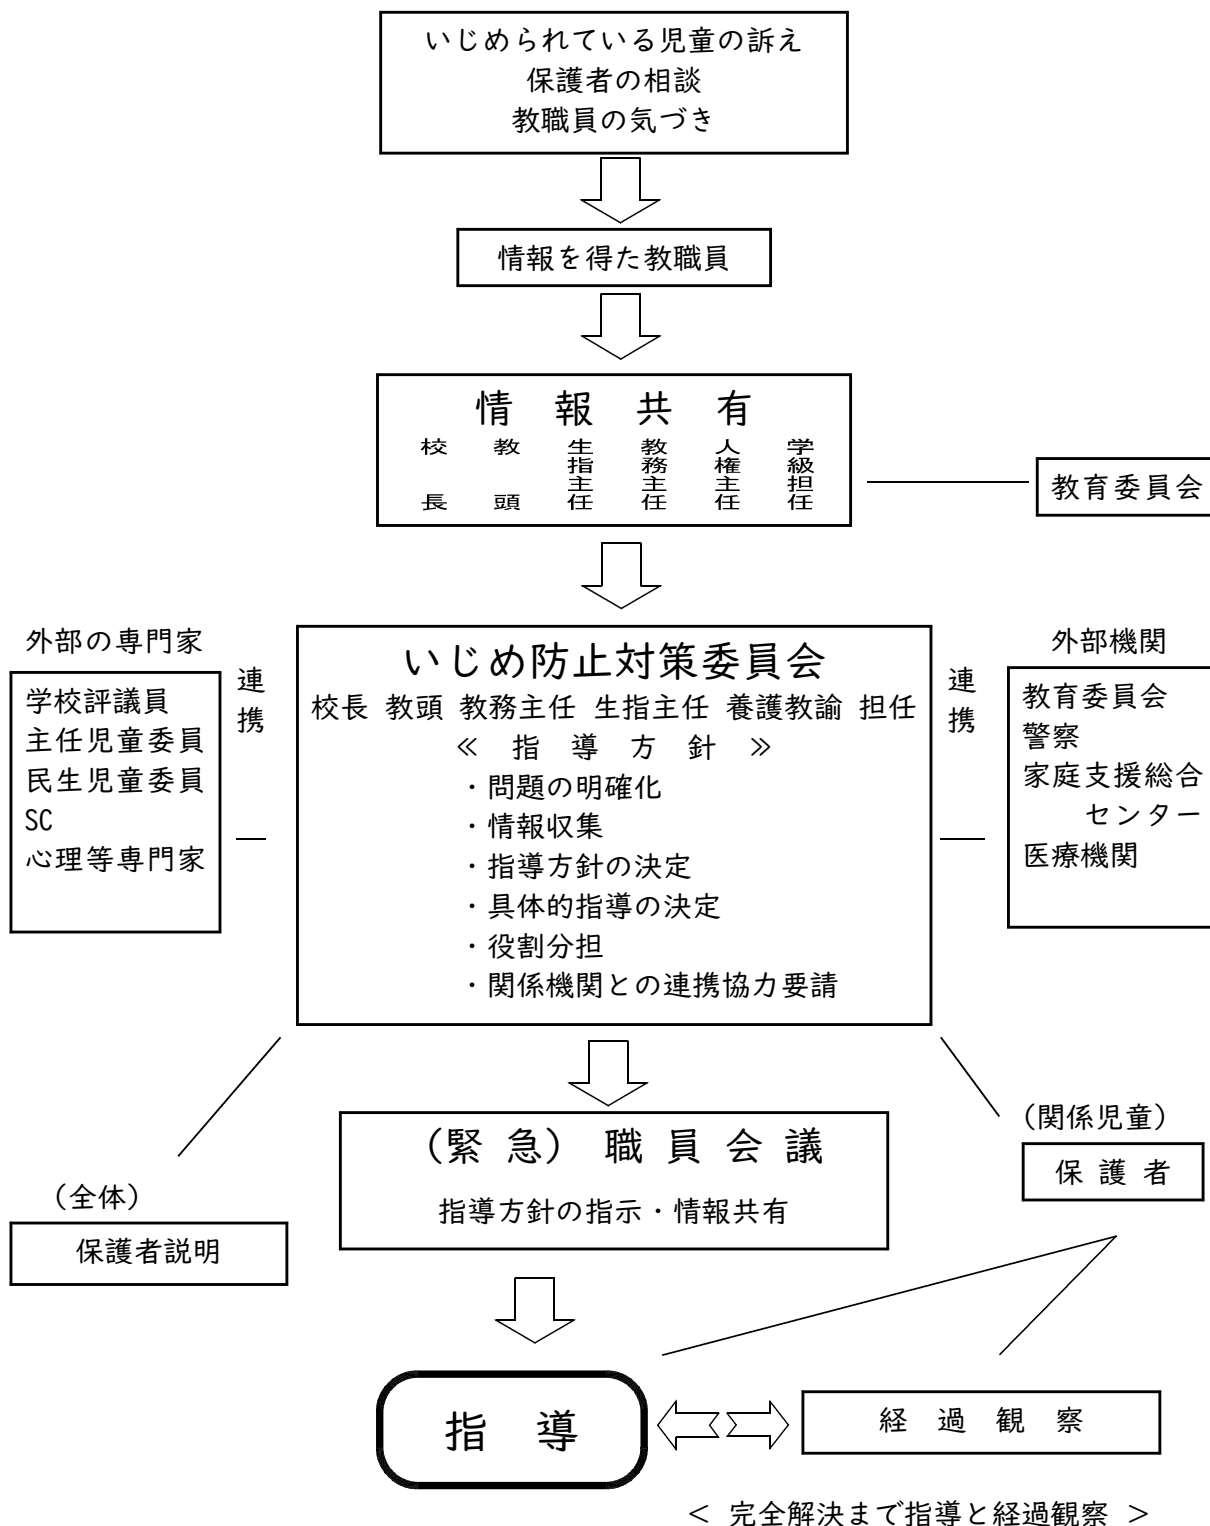 いじめられている児童の訴え
保護者の相談
教職員の気づき
情報を得た教職員
情 報 共 有
校長 教頭 生指主任 教務主任 人権主任 学級担任
教育委員会
外部の専門家
学校評議員
主任児童委員
民生児童委員
SC
心理等専門家
連携
いじめ防止対策委員会
校長 教頭 教務主任 生指主任 養護教諭 担任
≪ 指 導 方 針 ≫
・問題の明確化
・情報収集
・指導方針の決定
・具体的指導の決定
・役割分担
・関係機関との連携協力要請
連携
外部機関
教育委員会
警察
家庭支援総合
センター
医療機関
(緊 急) 職 員 会 議
指導方針の指示・情報共有
(関係児童)
保 護 者
(全体)
保護者説明
指 導
経 過 観 察
< 完全解決まで指導と経過観察 >